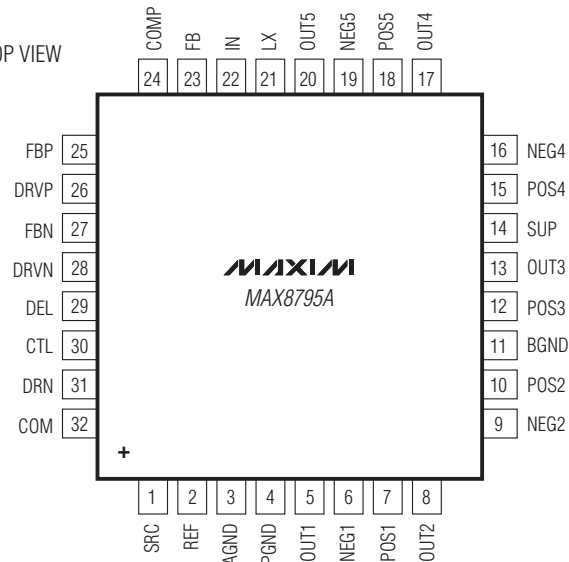 OP VIEW
COMP
FB
IN
LX
OUT5
NEG5
POS5
OUT4
24 23 22 21 20 19 18 17
FBP 25
DRVP 26
FBN 27
DRVN 28
DEL 29
CTL 30
DRN 31
COM 32
MAXIM
MAX8795A
16 NEG4
15 POS4
14 SUP
13 OUT3
12 POS3
11 BGND
10 POS2
9 NEG2
+
1 2 3 4 5 6 7 8
SRC
REF
AGND
PGND
OUT1
NEG1
POS1
OUT2